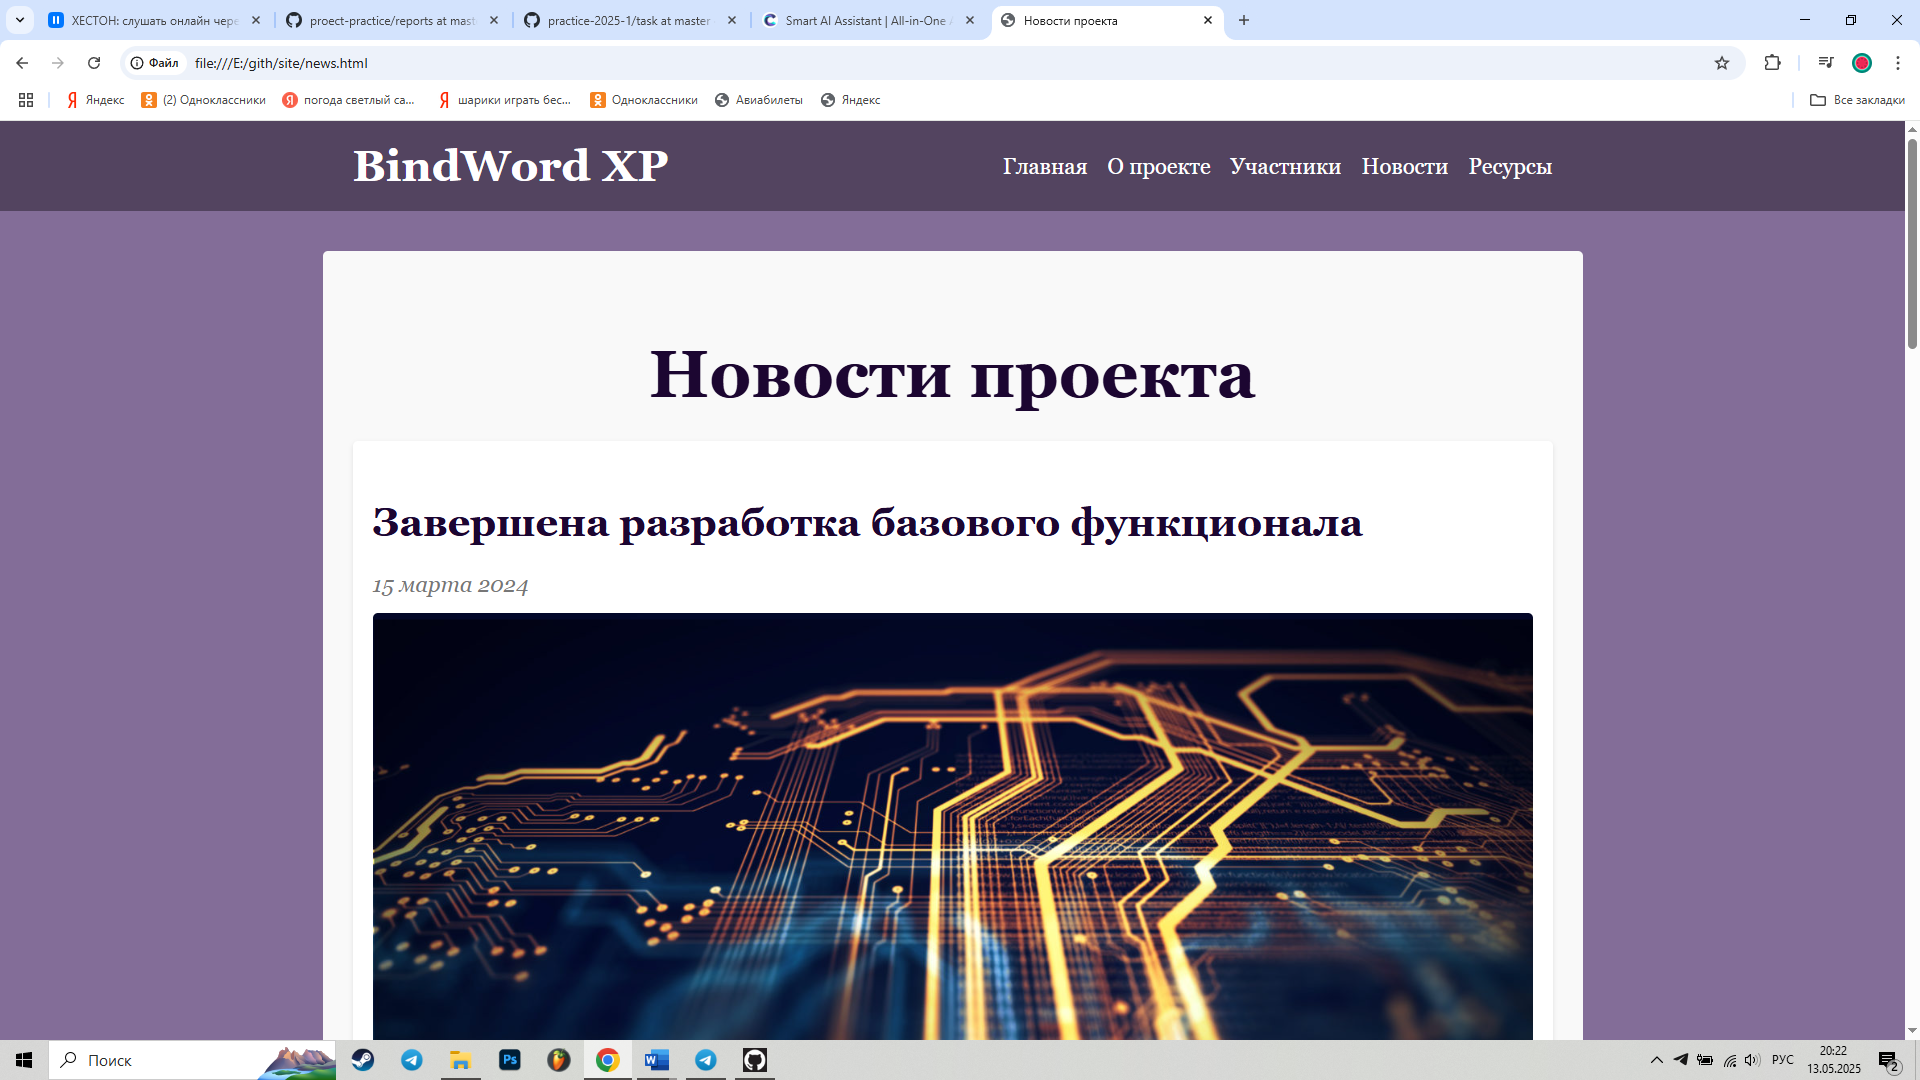 ХЕСТОН: слушать онлайн чере
proect-practice/reports at mast
practice-2025-1/task at master
Smart AI Assistant | All-in-One A
Новости проекта
Файл
file:///E:/gith/site/news.html
Яндекс
(2) Одноклассники
погода светлый са...
шарики играть бес...
Одноклассники
Авиабилеты
Яндекс
Все закладки
BindWord XP
Главная О проекте Участники Новости Ресурсы
Новости проекта
Завершена разработка базового функционала
15 марта 2024
Поиск
Ps
W
РУС
20:22
13.05.2025
2